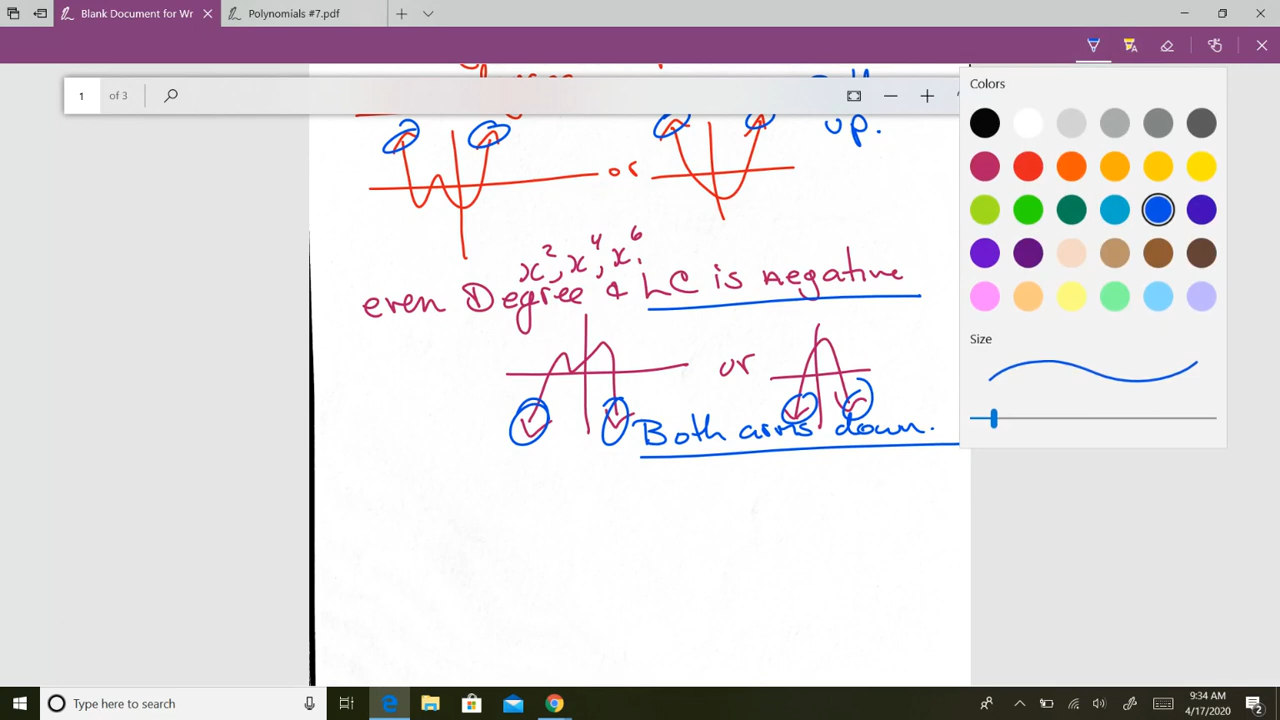 Blank Document for Wr
Polynomials #7.pdf
1 of 3
up.
or
x², x⁴, x⁶.
even Degree & LC is negative
or
Both arms down.
Colors
Size
Type here to search
9:34 AM
4/17/2020
2